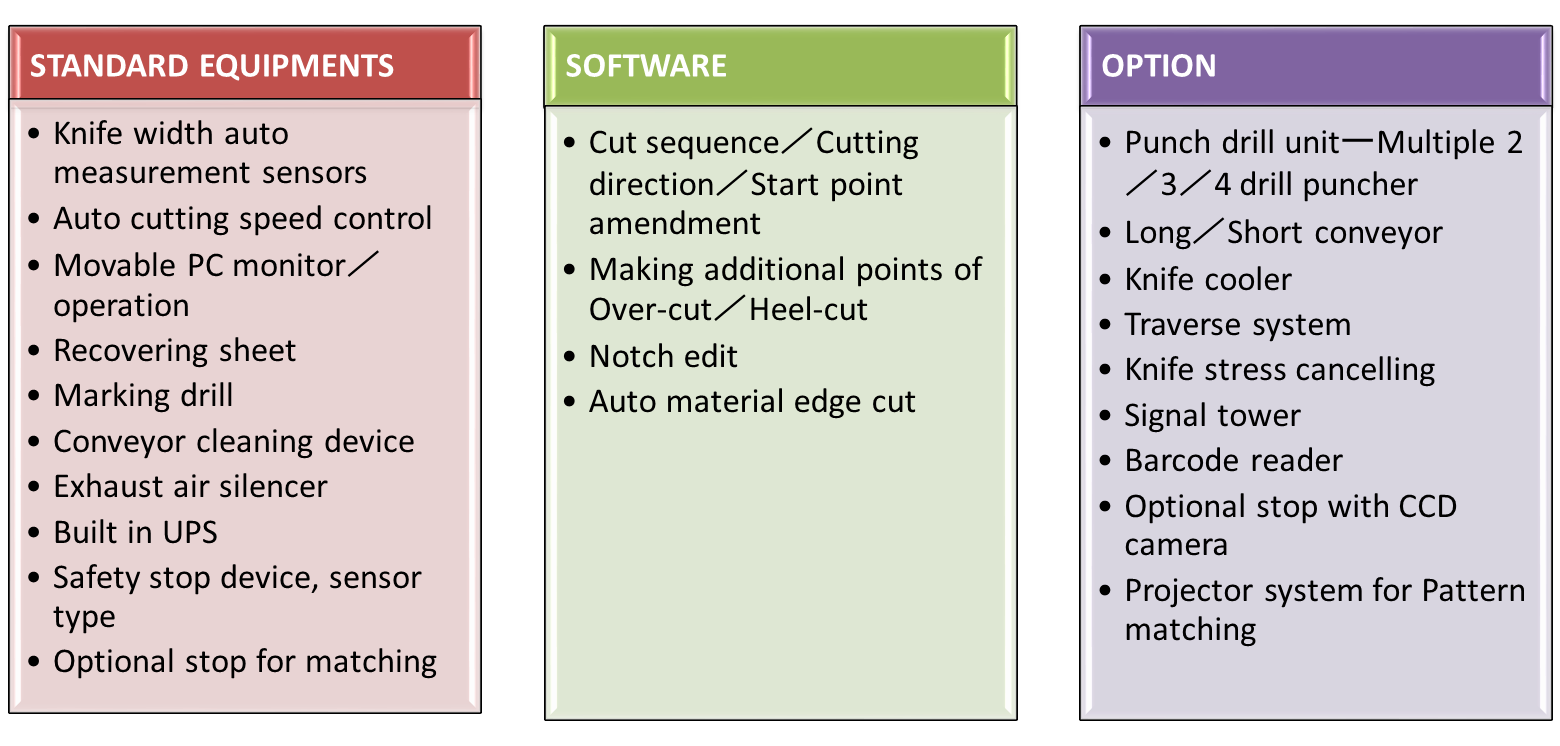 STANDARD EQUIPMENTS
• Knife width auto
measurement sensors
• Auto cutting speed control
• Movable PC monitor／
operation
• Recovering sheet
• Marking drill
• Conveyor cleaning device
• Exhaust air silencer
• Built in UPS
• Safety stop device, sensor
type
• Optional stop for matching
SOFTWARE
• Cut sequence／Cutting
direction／Start point
amendment
• Making additional points of
Over-cut／Heel-cut
• Notch edit
• Auto material edge cut
OPTION
• Punch drill unit―Multiple 2
／3／4 drill puncher
• Long／Short conveyor
• Knife cooler
• Traverse system
• Knife stress cancelling
• Signal tower
• Barcode reader
• Optional stop with CCD
camera
• Projector system for Pattern
matching